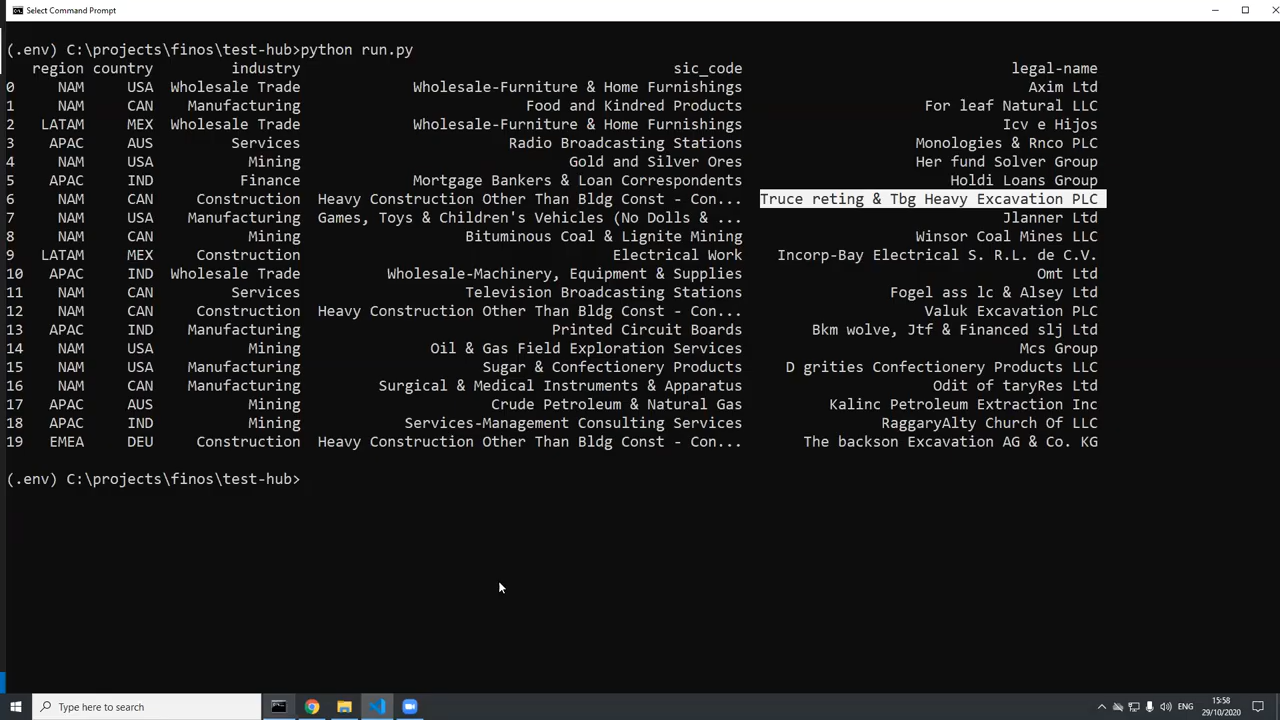 Select Command Prompt
(.env) C:\projects\finos\test-hub>python run.py
region country industry sic_code legal-name
0 NAM USA Wholesale Trade Wholesale-Furniture & Home Furnishings Axim Ltd
1 NAM CAN Manufacturing Food and Kindred Products For leaf Natural LLC
2 LATAM MEX Wholesale Trade Wholesale-Furniture & Home Furnishings Icv e Hijos
3 APAC AUS Services Radio Broadcasting Stations Monologies & Rnco PLC
4 NAM USA Mining Gold and Silver Ores Her fund Solver Group
5 APAC IND Finance Mortgage Bankers & Loan Correspondents Holdi Loans Group
6 NAM CAN Construction Heavy Construction Other Than Bldg Const - Con... Truce reting & Tbg Heavy Excavation PLC
7 NAM USA Manufacturing Games, Toys & Children's Vehicles (No Dolls & ... Jlanner Ltd
8 NAM CAN Mining Bituminous Coal & Lignite Mining Winsor Coal Mines LLC
9 LATAM MEX Construction Electrical Work Incorp-Bay Electrical S. R.L. de C.V.
10 APAC IND Wholesale Trade Wholesale-Machinery, Equipment & Supplies Omt Ltd
11 NAM CAN Services Television Broadcasting Stations Fogel ass lc & Alsey Ltd
12 NAM CAN Construction Heavy Construction Other Than Bldg Const - Con... Valuk Excavation PLC
13 APAC IND Manufacturing Printed Circuit Boards Bkm wolve, Jtf & Financed slj Ltd
14 NAM USA Mining Oil & Gas Field Exploration Services Mcs Group
15 NAM USA Manufacturing Sugar & Confectionery Products D grities Confectionery Products LLC
16 NAM CAN Manufacturing Surgical & Medical Instruments & Apparatus Odit of taryRes Ltd
17 APAC AUS Mining Crude Petroleum & Natural Gas Kalinc Petroleum Extraction Inc
18 APAC IND Mining Services-Management Consulting Services RaggaryAlty Church Of LLC
19 EMEA DEU Construction Heavy Construction Other Than Bldg Const - Con... The backson Excavation AG & Co. KG
(.env) C:\projects\finos\test-hub>
Type here to search
ENG
15:58
29/10/2020